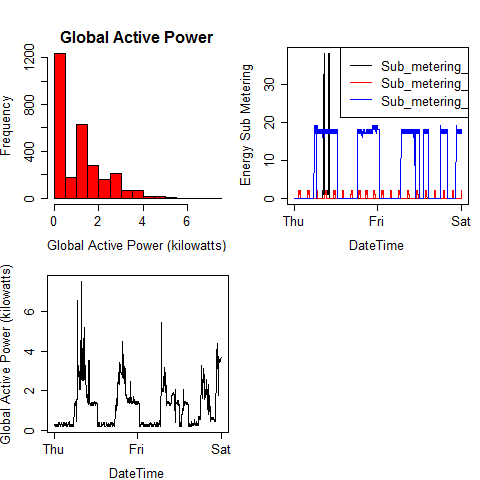 Global Active Power
Frequency
0 400 800 1200
0 2 4 6
Global Active Power (kilowatts)
Energy Sub Metering
0 10 20 30
Sub_metering_
Sub_metering_
Sub_metering_
Thu Fri Sat
DateTime
Global Active Power (kilowatts)
0 2 4 6
Thu Fri Sat
DateTime